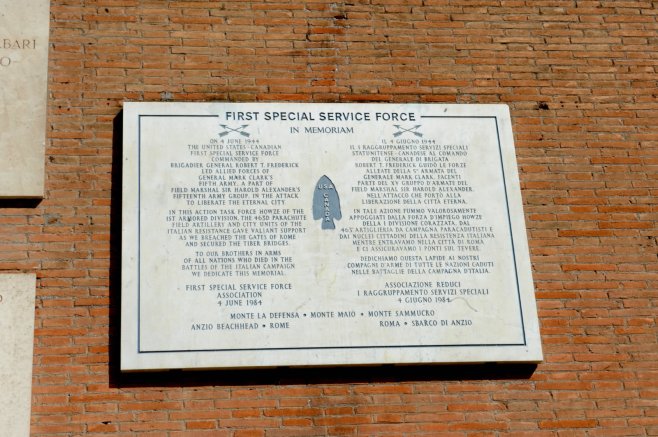 BARI
O-
FIRST SPECIAL SERVICE FORCE
IN MEMORIAM
ON 4 JUNE 1944
THE UNITED STATES-CANADIAN
FIRST SPECIAL SERVICE FORCE
COMMANDED BY
BRIGADIER GENERAL ROBERT T. FREDERICK
LED ALLIED FORCES OF
GENERAL MARK CLARK'S
FIFTH ARMY, A PART OF
FIELD MARSHAL SIR HAROLD ALEXANDER'S
FIFTEENTH ARMY GROUP, IN THE ATTACK
TO LIBERATE THE ETERNAL CITY.
IN THIS ACTION TASK FORCE HOWZE OF THE
1ST ARMORED DIVISION, THE 463D PARACHUTE
FIELD ARTILLERY AND CITY UNITS OF THE
ITALIAN RESISTANCE GAVE VALIANT SUPPORT
AS WE BREACHED THE GATES OF ROME
AND SECURED THE TIBER BRIDGES.
TO OUR BROTHERS IN ARMS
OF ALL NATIONS WHO DIED IN THE
BATTLES OF THE ITALIAN CAMPAIGN
WE DEDICATE THIS MEMORIAL.
FIRST SPECIAL SERVICE FORCE
ASSOCIATION
4 JUNE 1984
USA
CANADA
IL 4 GIUGNO 1944
IL I RAGGRUPPAMENTO SERVIZI SPECIALI
STATUNITENSE-CANADESE AL COMANDO
DEL GENERALE DI BRIGATA
ROBERT T. FREDERICK GUIDO LE FORZE
ALLEATE DELLA 5ª ARMATA DEL
GENERALE MARK CLARK, FACENTI
PARTE DEL XV GRUPPO D'ARMATE DEL
FIELD MARSHAL SIR HAROLD ALEXANDER,
NELL'ATTACCO CHE PORTO ALLA
LIBERAZIONE DELLA CITTÀ ETERNA.
IN TALE AZIONE FUMMO VALOROSAMENTE
APPOGGIATI DALLA FORZA D'IMPIEGO HOWZE
DELLA I DIVISIONE CORAZZATE, DAL
463 ARTIGLIERIA DA CAMPAGNA PARACADUTISTI E
DAI NUCLEI CITTADINI DELLA RESISTENZA ITALIANA
MENTRE ENTRAVAMO NELLA CITTÀ DI ROMA
E CI ASSICURAVAMO I PONTI SUL TEVERE.
DEDICHIAMO QUESTA LAPIDE AI NOSTRI
COMPAGNI D'ARME DI TUTTE LE NAZIONI CADUTI
NELLE BATTAGLIE DELLA CAMPAGNA D'ITALIA.
ASSOCIAZIONE REDUCI
I RAGGRUPPAMENTO SERVIZI SPECIALI
4 GIUGNO 1984
MONTE LA DEFENSA • MONTE MAIO • MONTE SAMMUCRO
ANZIO BEACHHEAD • ROME
ROMA • SBARCO DI ANZIO